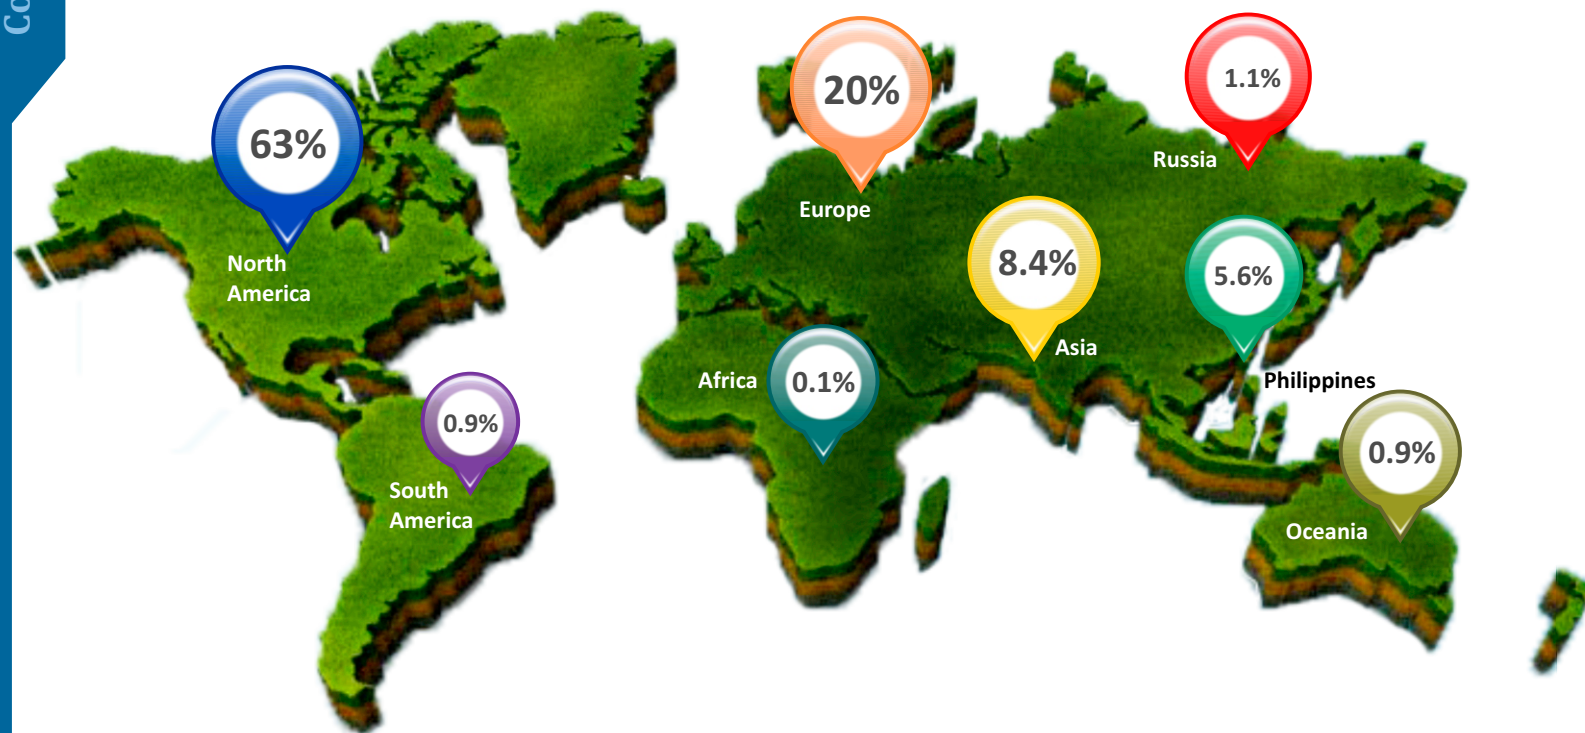 Co
63%
North
America
0.9%
South
America
20%
Europe
Africa
0.1%
8.4%
Asia
1.1%
Russia
5.6%
Philippines
0.9%
Oceania